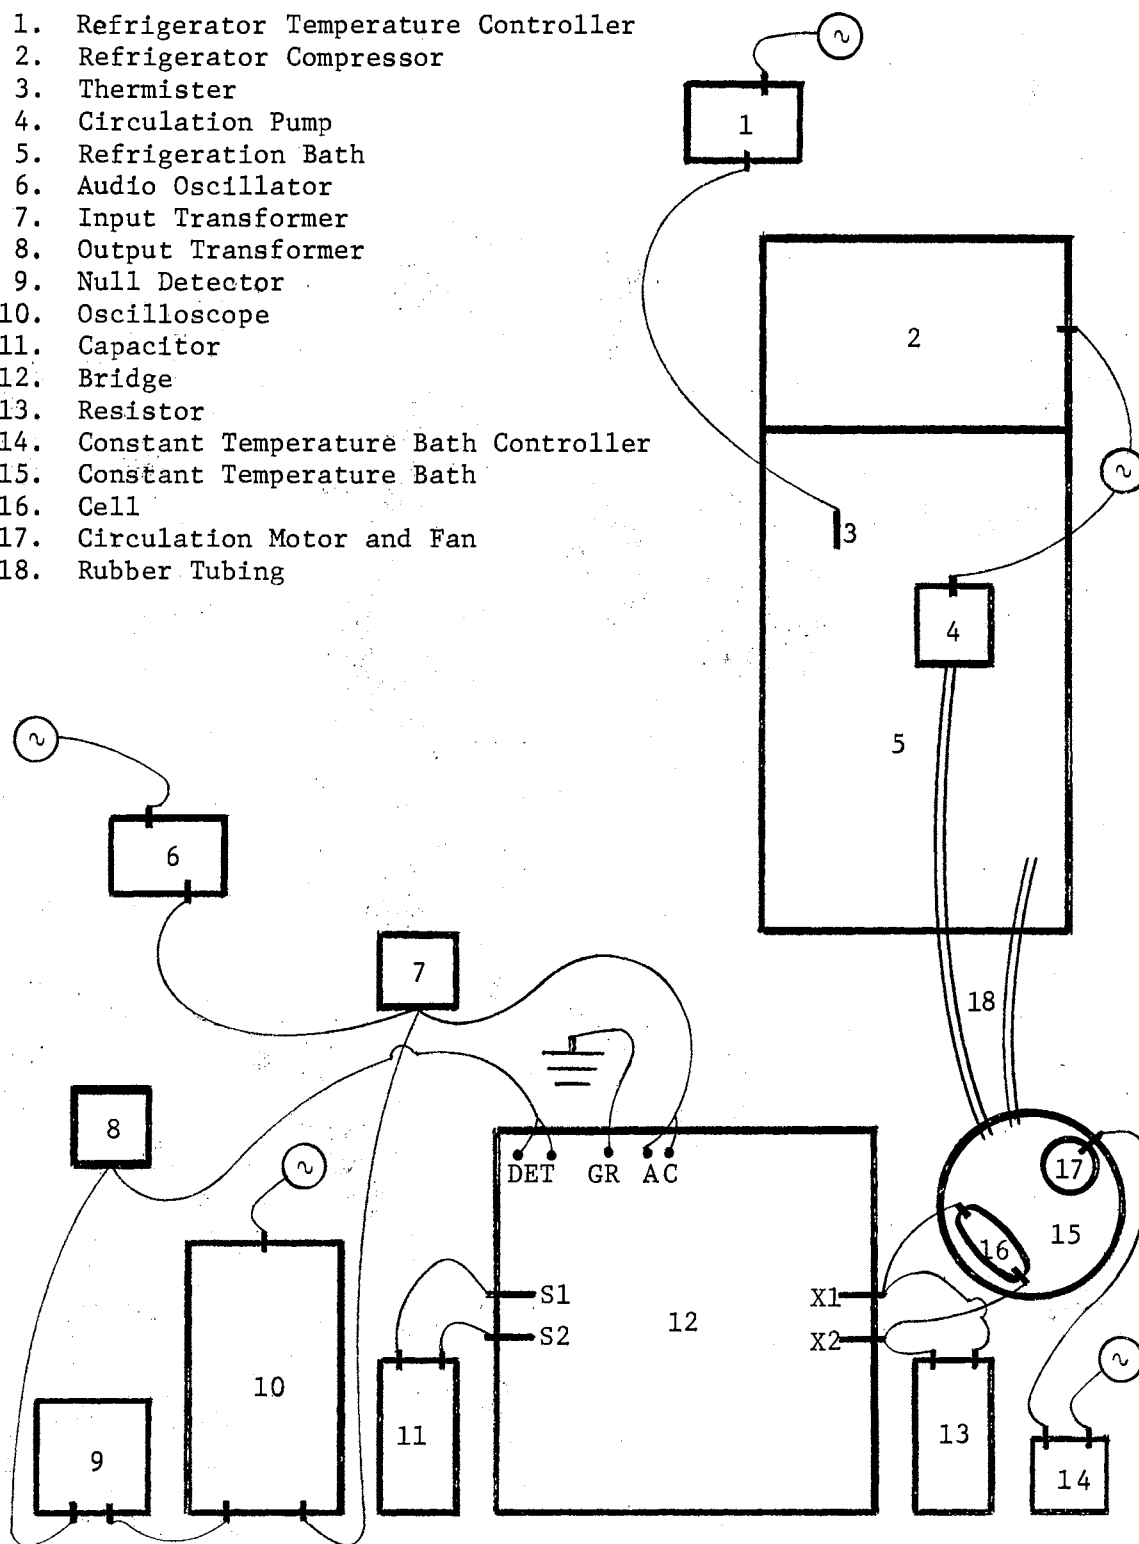 1. Refrigerator Temperature Controller
2. Refrigerator Compressor
3. Thermister
4. Circulation Pump
5. Refrigeration Bath
6. Audio Oscillator
7. Input Transformer
8. Output Transformer
9. Null Detector
10. Oscilloscope
11. Capacitor
12. Bridge
13. Resistor
14. Constant Temperature Bath Controller
15. Constant Temperature Bath
16. Cell
17. Circulation Motor and Fan
18. Rubber Tubing
~
1
2
~
3
4
5
~
6
7
18
8
~
DET GR AC
17
16
15
S1
X1
S2
12
X2
~
10
11
13
9
14